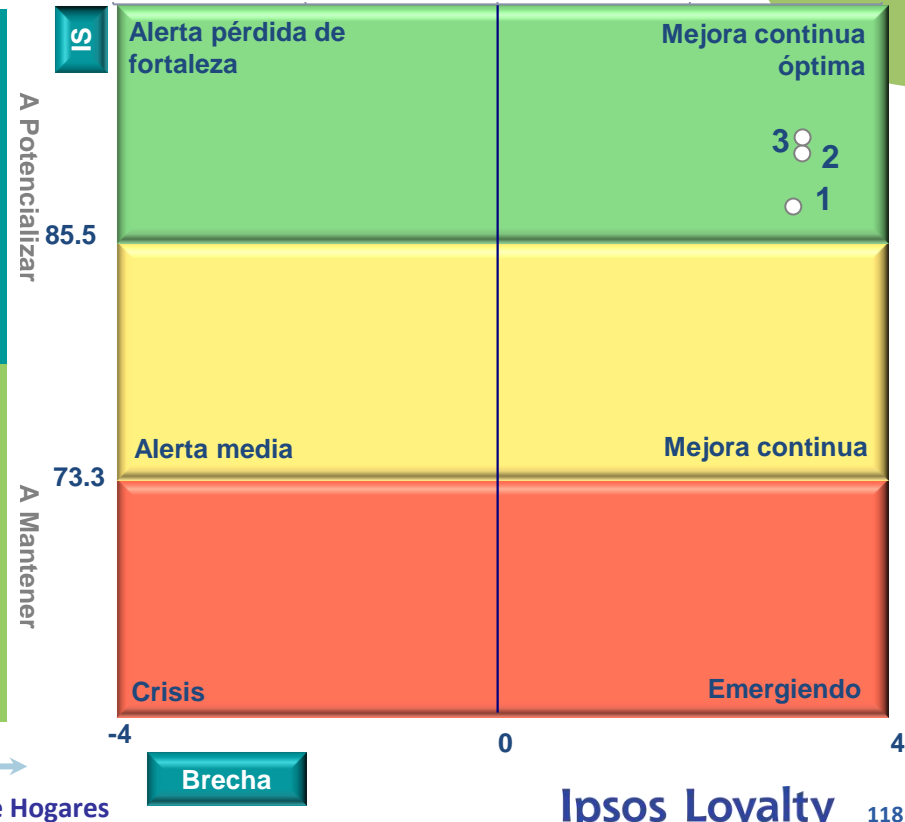 IS
Alerta pérdida de
fortaleza
Mejora continua
óptima
3
2
1
A Potencializar
85.5
Alerta media
Mejora continua
73.3
A Mantener
Crisis
Emergiendo
-4
0
4
Brecha
Hogares
Ipsos Loyalty
118